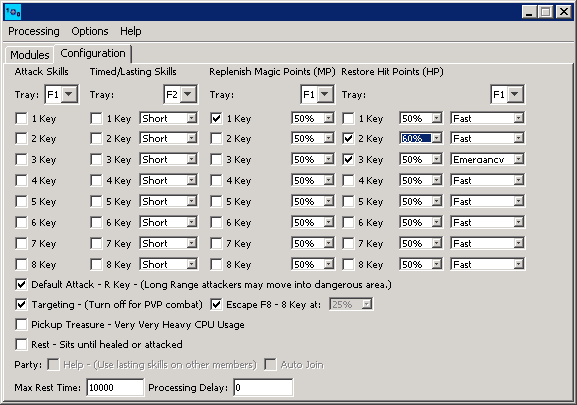 Processing Options Help
Modules Configuration
Attack Skills Timed/Lasting Skills Replenish Magic Points (MP) Restore Hit Points (HP)
Tray: F1 Tray: F2 Tray: F1 Tray: F1
1 Key 1 Key Short 1 Key 50% 1 Key 50% Fast
2 Key 2 Key Short 2 Key 50% 2 Key 60% Fast
3 Key 3 Key Short 3 Key 50% 3 Key 50% Emergancy
4 Key 4 Key Short 4 Key 50% 4 Key 50% Fast
5 Key 5 Key Short 5 Key 50% 5 Key 50% Fast
6 Key 6 Key Short 6 Key 50% 6 Key 50% Fast
7 Key 7 Key Short 7 Key 50% 7 Key 50% Fast
8 Key 8 Key Short 8 Key 50% 8 Key 50% Fast
Default Attack - R Key - (Long Range attackers may move into dangerous area.)
Targeting - (Turn off for PVP combat) Escape F8 - 8 Key at: 25%
Pickup Treasure - Very Very Heavy CPU Usage
Rest - Sits until healed or attacked
Party: Help - (Use lasting skills on other members) Auto Join
Max Rest Time: 10000 Processing Delay: 0